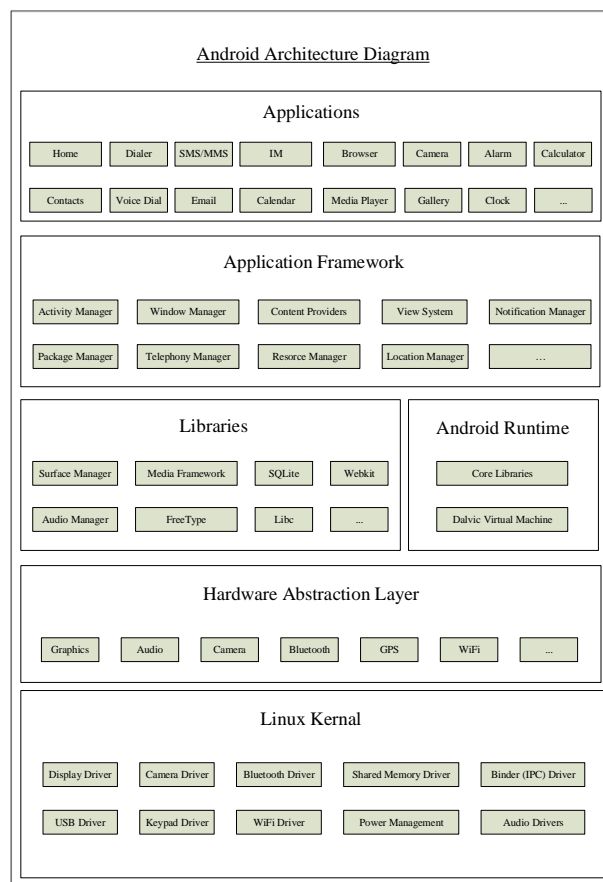 Android Architecture Diagram
Applications
Home
Dialer
SMS/MMS
IM
Browser
Camera
Alarm
Calculator
Contacts
Voice Dial
Email
Calendar
Media Player
Gallery
Clock
...
Application Framework
Activity Manager
Window Manager
Content Providers
View System
Notification Manager
Package Manager
Telephony Manager
Resorce Manager
Location Manager
...
Libraries
Surface Manager
Media Framework
SQLite
Webkit
Audio Manager
FreeType
Libc
...
Android Runtime
Core Libraries
Dalvic Virtual Machine
Hardware Abstraction Layer
Graphics
Audio
Camera
Bluetooth
GPS
WiFi
...
Linux Kernal
Display Driver
Camera Driver
Bluetooth Driver
Shared Memory Driver
Binder (IPC) Driver
USB Driver
Keypad Driver
WiFi Driver
Power Management
Audio Drivers